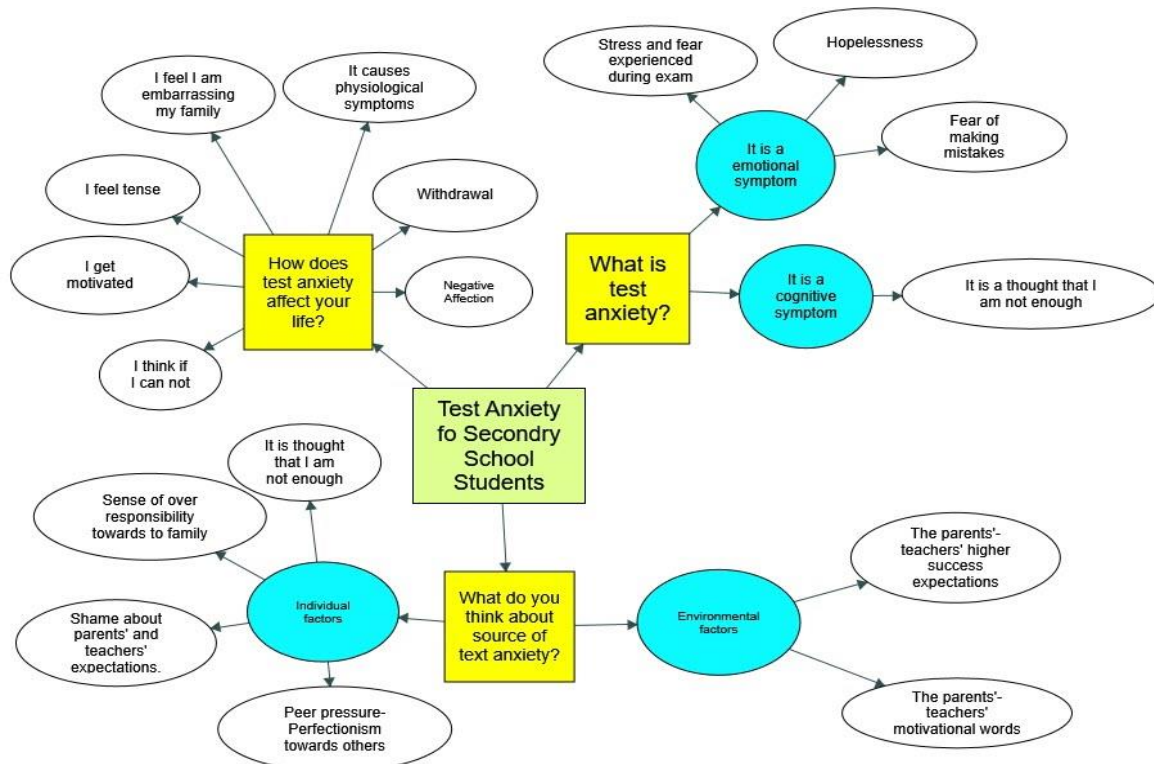 Stress and fear
experienced
during exam
Hopelessness
I feel I am
embarrassing
my family
It causes
physiological
symptoms
It is a
emotional
symptom
Fear of
making
mistakes
I feel tense
Withdrawal
How does
test anxiety
affect your
life?
What is
test
anxiety?
I get
motivated
Negative
Affection
It is a
cognitive
symptom
It is a thought that I
am not enough
I think if
I can not
Test Anxiety
fo Secondry
School
Students
It is thought
that I am
not enough
Sense of over
responsibility
towards to family
The parents'-
teachers' higher
success
expectations
Individual
factors
What do you
think about
source of
text anxiety?
Environmental
factors
Shame about
parents' and
teachers'
expectations.
Peer pressure-
Perfectionism
towards others
The parents'-
teachers'
motivational words